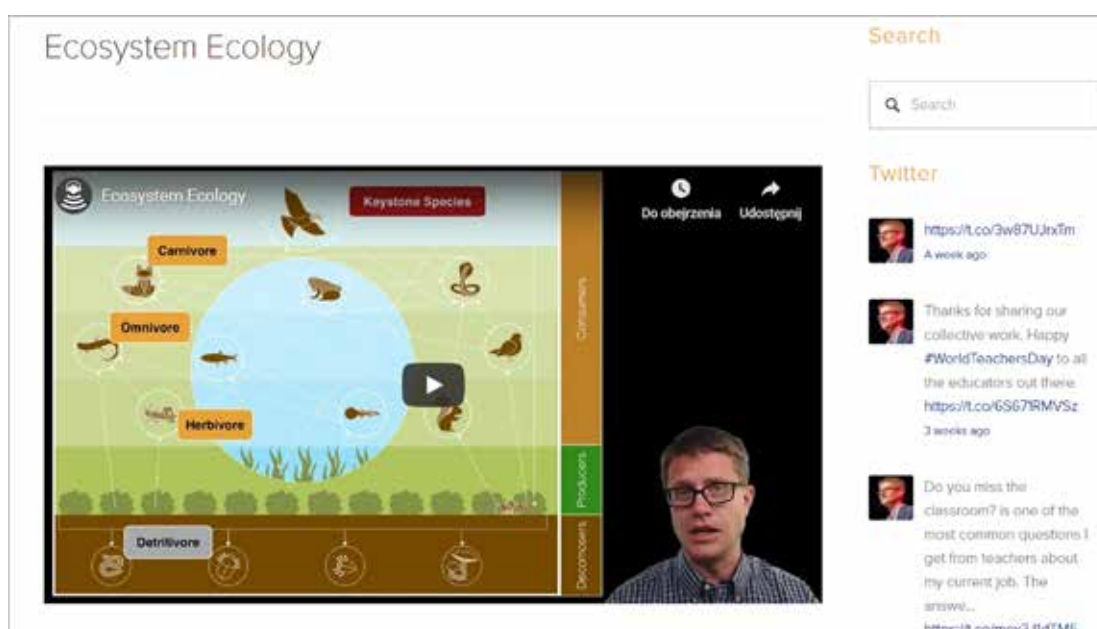 Ecosystem Ecology
Ecosystem Ecology
Keystone Species
Do obejrzenia
Udostępnij
Carnivore
Omnivore
Herbivore
Detritivore
Consumers
Producers
Decomposers
Search
Search
Twitter
https://t.co/3w87UJrxTm
A week ago
Thanks for sharing our
collective work. Happy
#WorldTeachersDay to all
the educators out there.
https://t.co/6S671RMVSz
3 weeks ago
Do you miss the
classroom? is one of the
most common questions I
get from teachers about
my current job. The
answe...